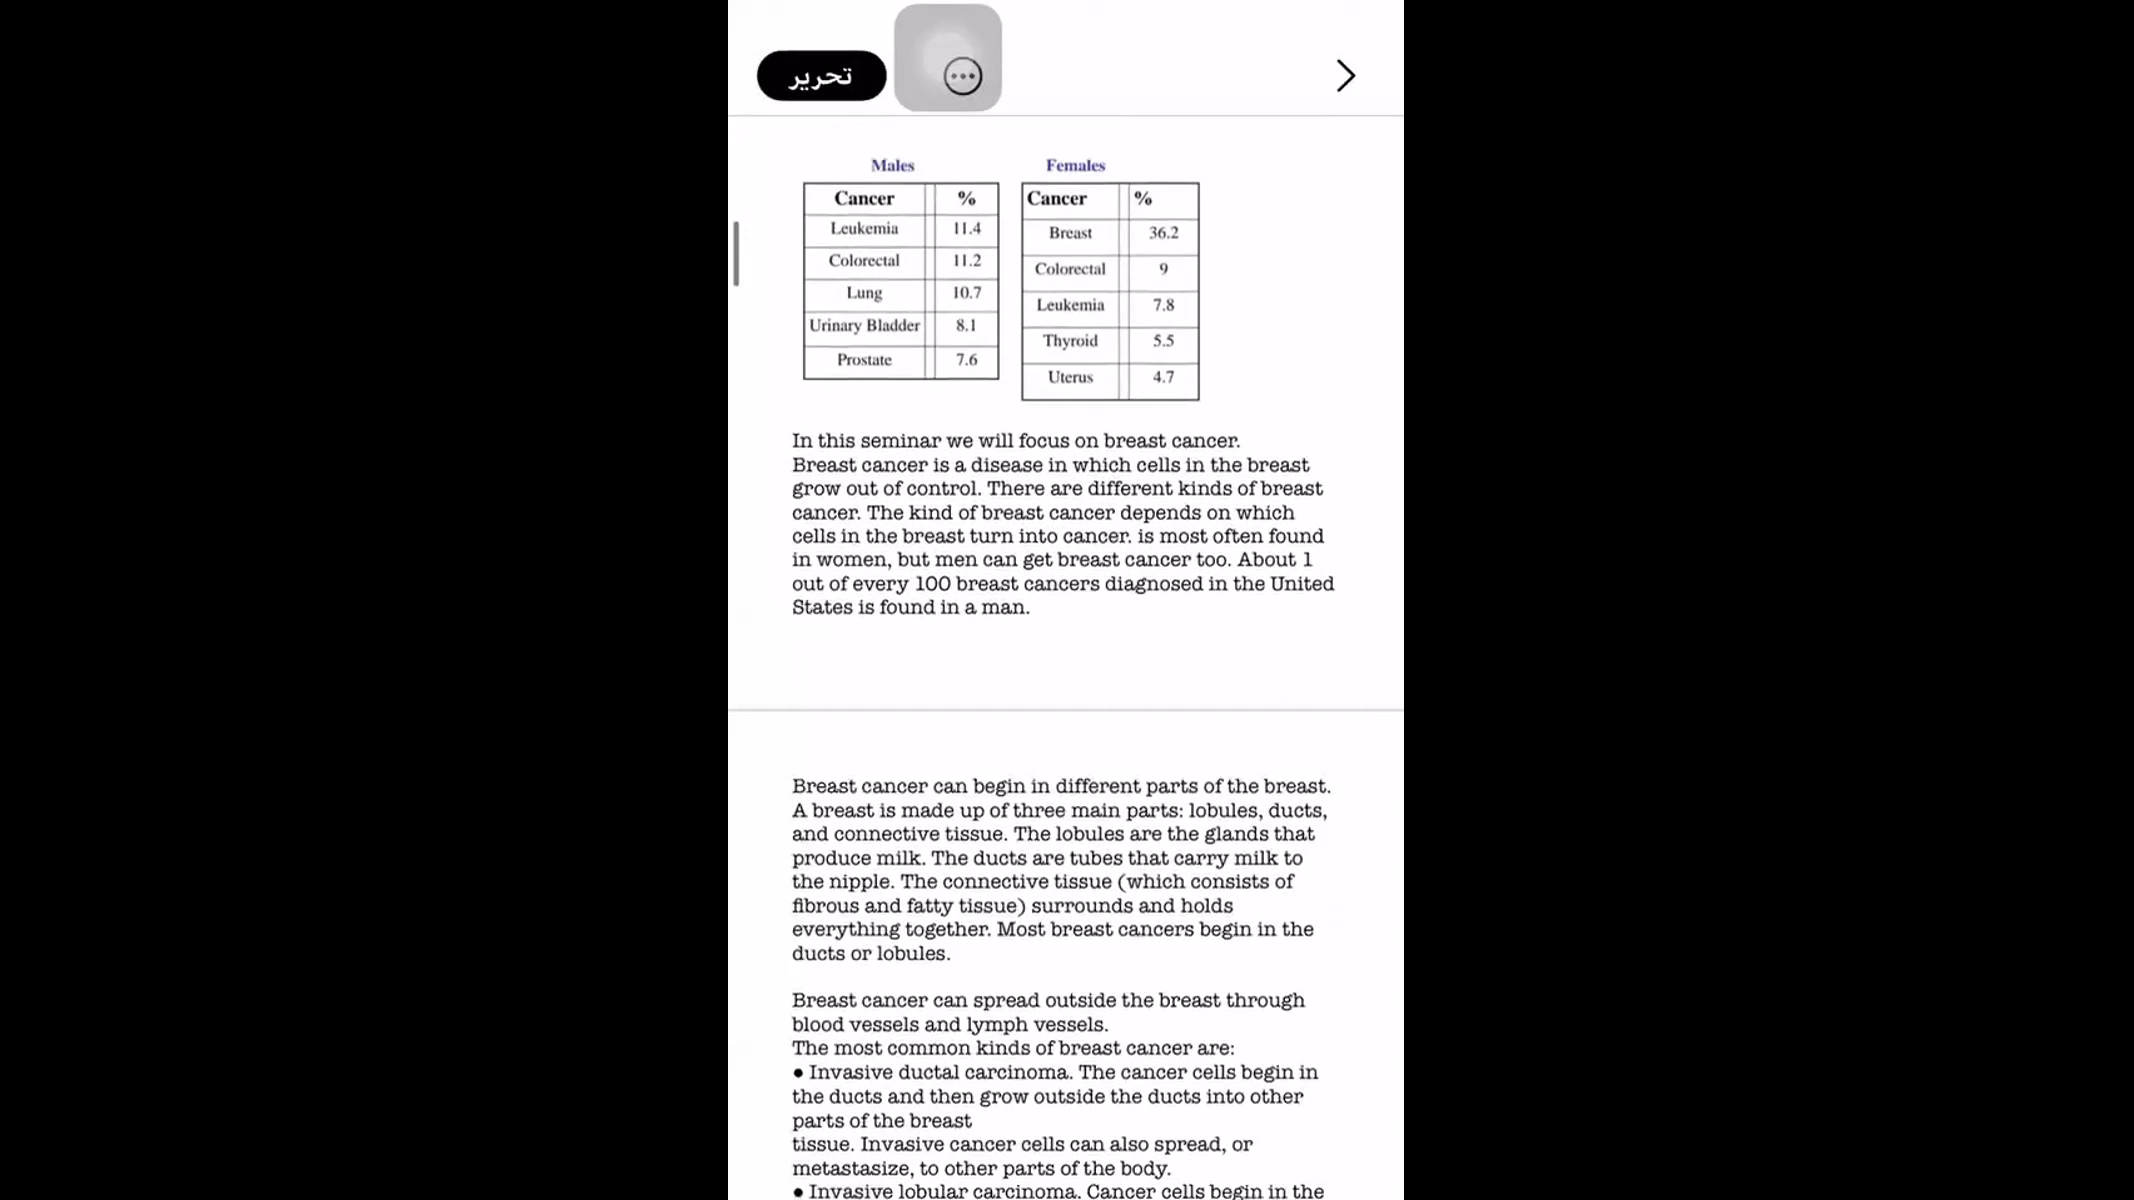 تحرير
Males
Cancer %
Leukemia 11.4
Colorectal 11.2
Lung 10.7
Urinary Bladder 8.1
Prostate 7.6
Females
Cancer %
Breast 36.2
Colorectal 9
Leukemia 7.8
Thyroid 5.5
Uterus 4.7
In this seminar we will focus on breast cancer.
Breast cancer is a disease in which cells in the breast
grow out of control. There are different kinds of breast
cancer. The kind of breast cancer depends on which
cells in the breast turn into cancer. is most often found
in women, but men can get breast cancer too. About 1
out of every 100 breast cancers diagnosed in the United
States is found in a man.
Breast cancer can begin in different parts of the breast.
A breast is made up of three main parts: lobules, ducts,
and connective tissue. The lobules are the glands that
produce milk. The ducts are tubes that carry milk to
the nipple. The connective tissue (which consists of
fibrous and fatty tissue) surrounds and holds
everything together. Most breast cancers begin in the
ducts or lobules.
Breast cancer can spread outside the breast through
blood vessels and lymph vessels.
The most common kinds of breast cancer are:
● Invasive ductal carcinoma. The cancer cells begin in
the ducts and then grow outside the ducts into other
parts of the breast
tissue. Invasive cancer cells can also spread, or
metastasize, to other parts of the body.
● Invasive lobular carcinoma. Cancer cells begin in the